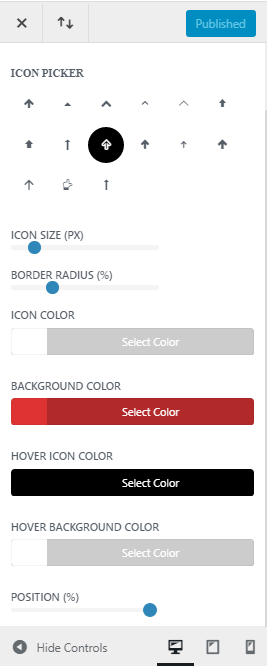 Published
ICON PICKER
ICON SIZE (PX)
BORDER RADIUS (%)
ICON COLOR
Select Color
BACKGROUND COLOR
Select Color
HOVER ICON COLOR
Select Color
HOVER BACKGROUND COLOR
Select Color
POSITION (%)
Hide Controls